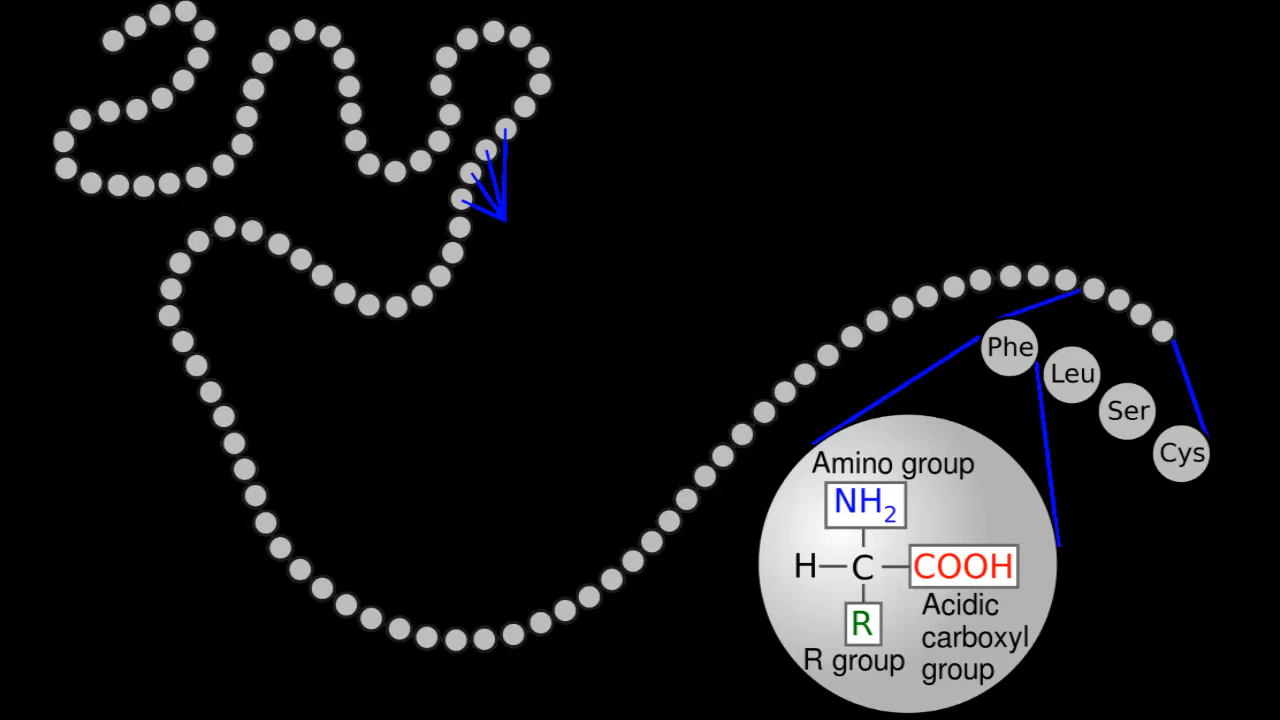 Phe
Leu
Ser
Cys
Amino group
NH2
H C COOH
R
Acidic
carboxyl
group
R group